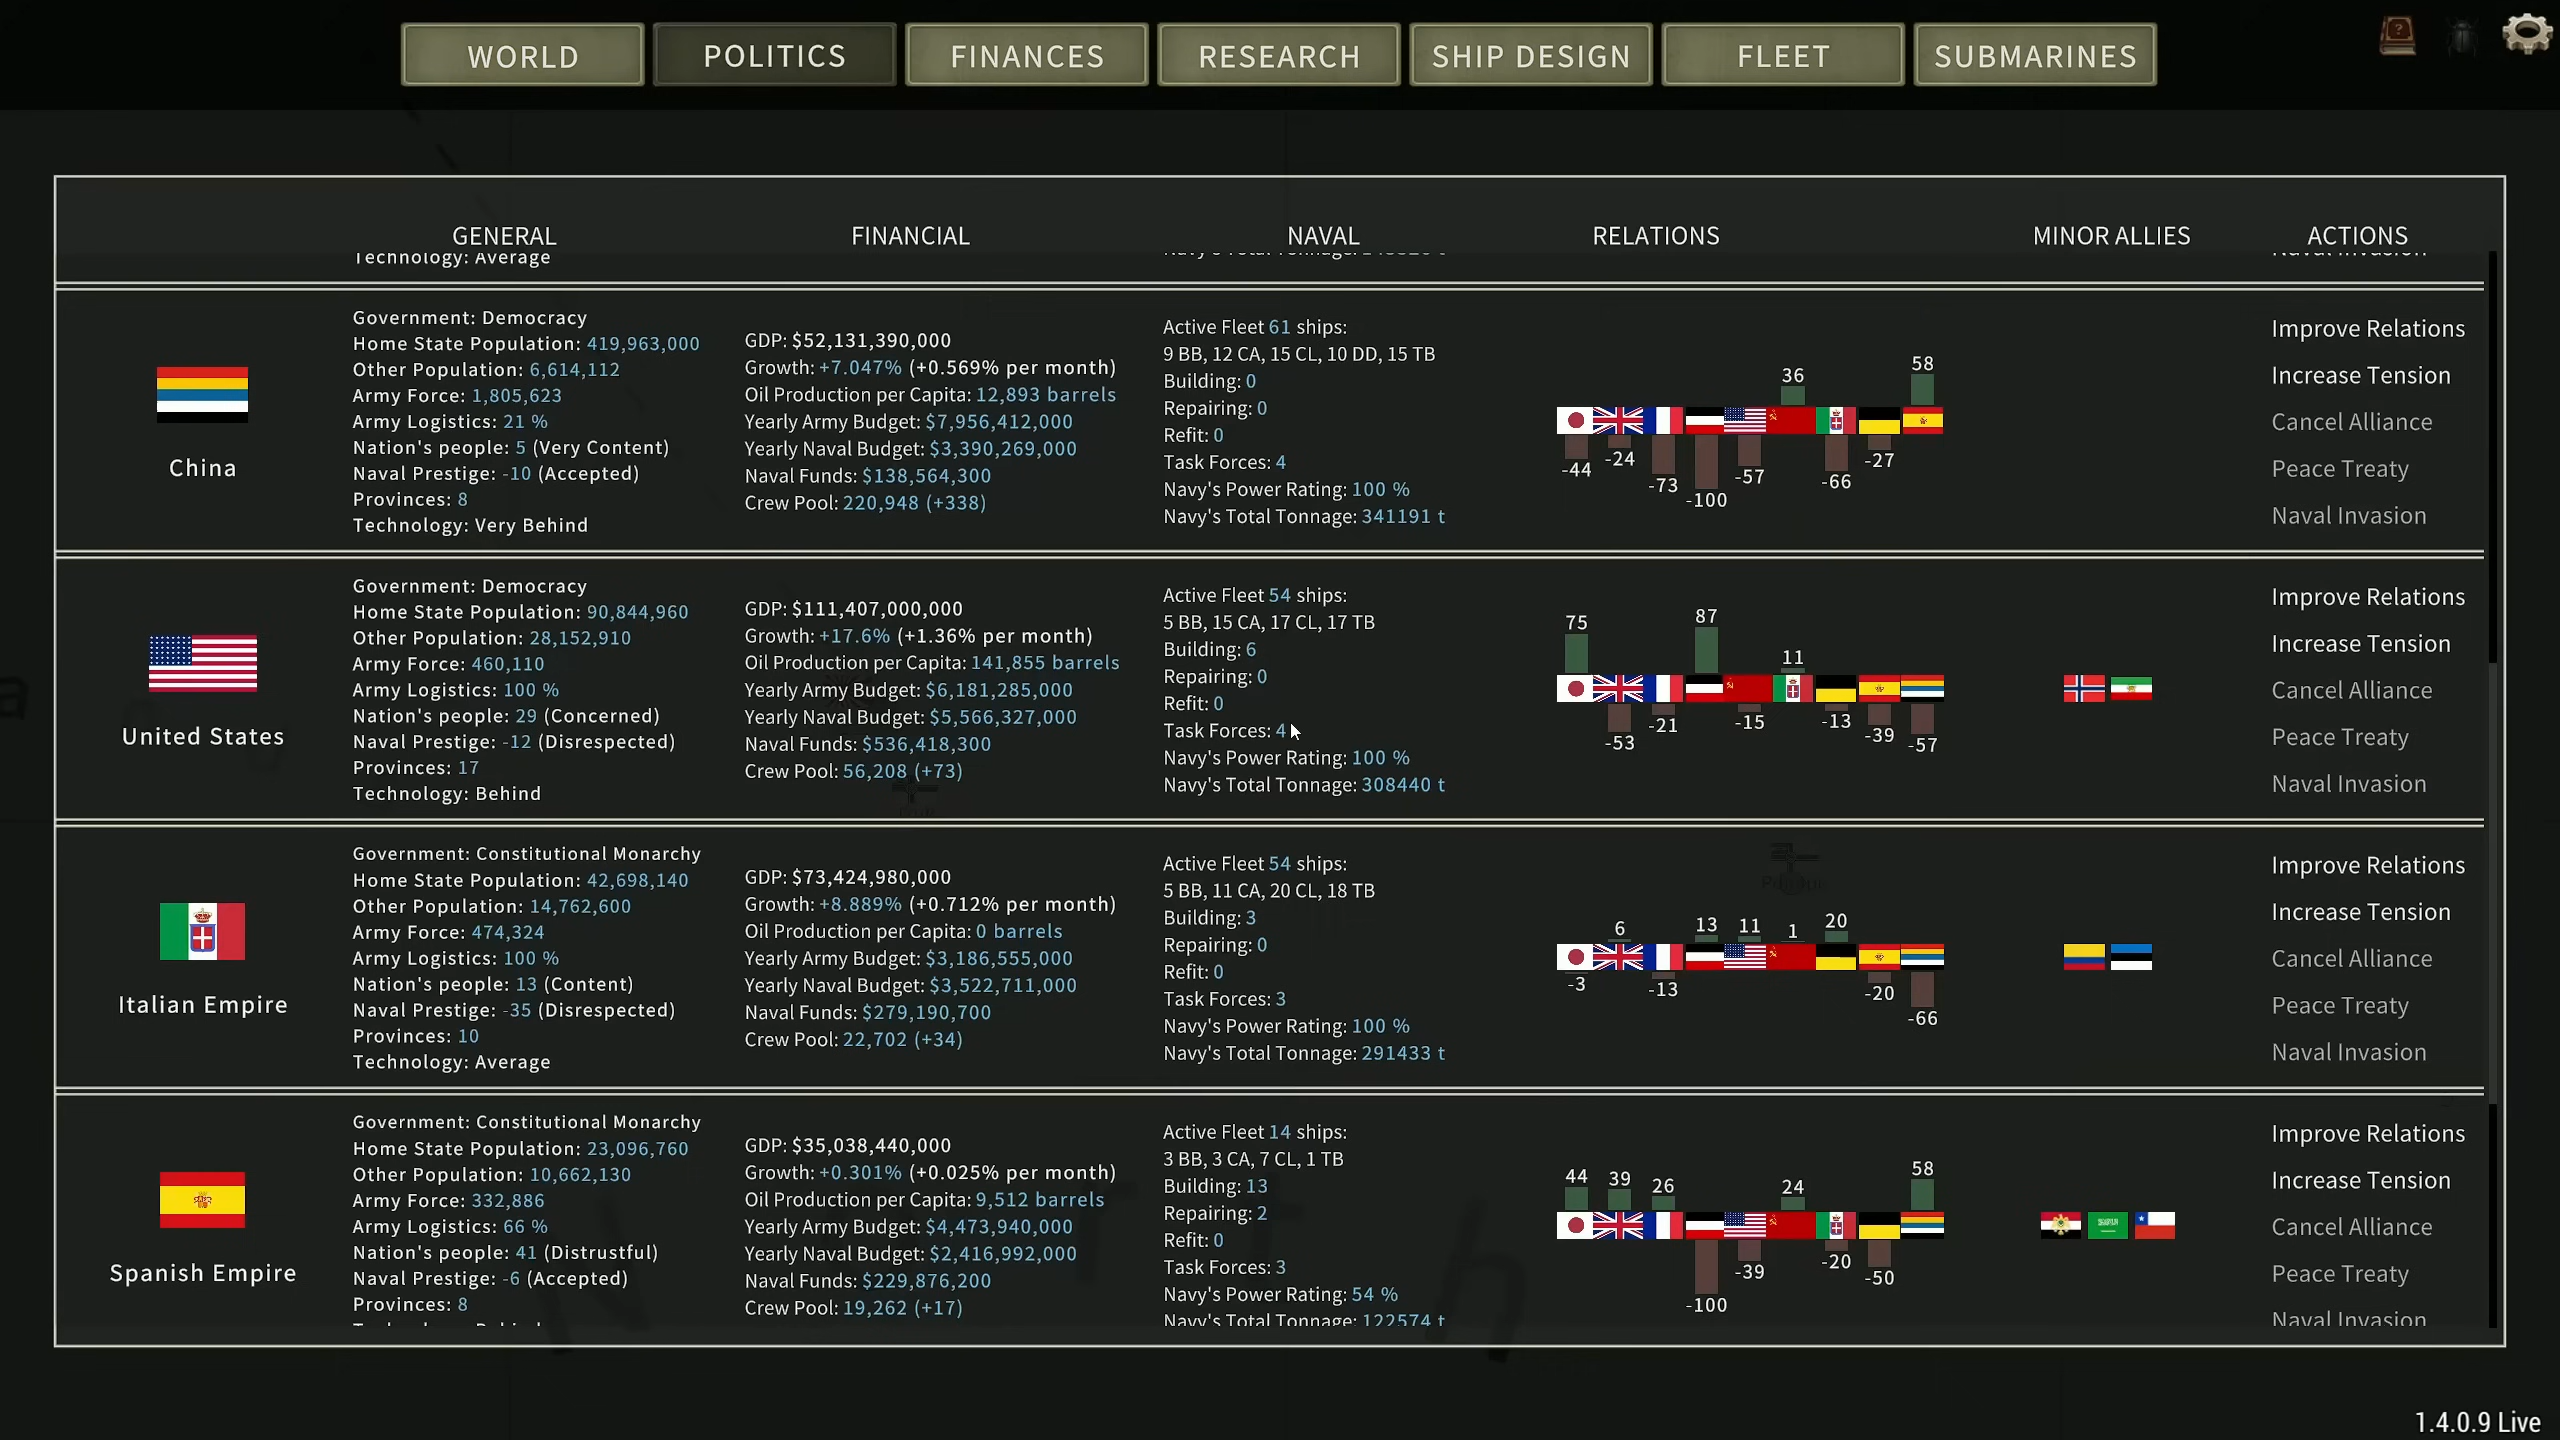 WORLD POLITICS FINANCES RESEARCH SHIP DESIGN FLEET SUBMARINES
GENERAL FINANCIAL NAVAL RELATIONS MINOR ALLIES ACTIONS
Technology: Average
Naval Invasion
China
Government: Democracy
Home State Population: 419,963,000
Other Population: 6,614,112
Army Force: 1,805,623
Army Logistics: 21 %
Nation's people: 5 (Very Content)
Naval Prestige: -10 (Accepted)
Provinces: 8
Technology: Very Behind
GDP: $52,131,390,000
Growth: +7.047% (+0.569% per month)
Oil Production per Capita: 12,893 barrels
Yearly Army Budget: $7,956,412,000
Yearly Naval Budget: $3,390,269,000
Naval Funds: $138,564,300
Crew Pool: 220,948 (+338)
Active Fleet 61 ships:
9 BB, 12 CA, 15 CL, 10 DD, 15 TB
Building: 0
Repairing: 0
Refit: 0
Task Forces: 4
Navy's Power Rating: 100 %
Navy's Total Tonnage: 341191 t
36 58
-44 -24 -73 -100 -57 -66 -27
Improve Relations
Increase Tension
Cancel Alliance
Peace Treaty
Naval Invasion
United States
Government: Democracy
Home State Population: 90,844,960
Other Population: 28,152,910
Army Force: 460,110
Army Logistics: 100 %
Nation's people: 29 (Concerned)
Naval Prestige: -12 (Disrespected)
Provinces: 17
Technology: Behind
GDP: $111,407,000,000
Growth: +17.6% (+1.36% per month)
Oil Production per Capita: 141,855 barrels
Yearly Army Budget: $6,181,285,000
Yearly Naval Budget: $5,566,327,000
Naval Funds: $536,418,300
Crew Pool: 56,208 (+73)
Active Fleet 54 ships:
5 BB, 15 CA, 17 CL, 17 TB
Building: 6
Repairing: 0
Refit: 0
Task Forces: 4
Navy's Power Rating: 100 %
Navy's Total Tonnage: 308440 t
75 87 11
-53 -21 -15 -13 -39 -57
Improve Relations
Increase Tension
Cancel Alliance
Peace Treaty
Naval Invasion
Italian Empire
Government: Constitutional Monarchy
Home State Population: 42,698,140
Other Population: 14,762,600
Army Force: 474,324
Army Logistics: 100 %
Nation's people: 13 (Content)
Naval Prestige: -35 (Disrespected)
Provinces: 10
Technology: Average
GDP: $73,424,980,000
Growth: +8.889% (+0.712% per month)
Oil Production per Capita: 0 barrels
Yearly Army Budget: $3,186,555,000
Yearly Naval Budget: $3,522,711,000
Naval Funds: $279,190,700
Crew Pool: 22,702 (+34)
Active Fleet 54 ships:
5 BB, 11 CA, 20 CL, 18 TB
Building: 3
Repairing: 0
Refit: 0
Task Forces: 3
Navy's Power Rating: 100 %
Navy's Total Tonnage: 291433 t
6 13 11 1 20
-3 -13 -20 -66
Improve Relations
Increase Tension
Cancel Alliance
Peace Treaty
Naval Invasion
Spanish Empire
Government: Constitutional Monarchy
Home State Population: 23,096,760
Other Population: 10,662,130
Army Force: 332,886
Army Logistics: 66 %
Nation's people: 41 (Distrustful)
Naval Prestige: -6 (Accepted)
Provinces: 8
GDP: $35,038,440,000
Growth: +0.301% (+0.025% per month)
Oil Production per Capita: 9,512 barrels
Yearly Army Budget: $4,473,940,000
Yearly Naval Budget: $2,416,992,000
Naval Funds: $229,876,200
Crew Pool: 19,262 (+17)
Active Fleet 14 ships:
3 BB, 3 CA, 7 CL, 1 TB
Building: 13
Repairing: 2
Refit: 0
Task Forces: 3
Navy's Power Rating: 54 %
Navy's Total Tonnage: 122574 t
44 39 26 24 58
-100 -39 -20 -50
Improve Relations
Increase Tension
Cancel Alliance
Peace Treaty
Naval Invasion
1.4.0.9 Live